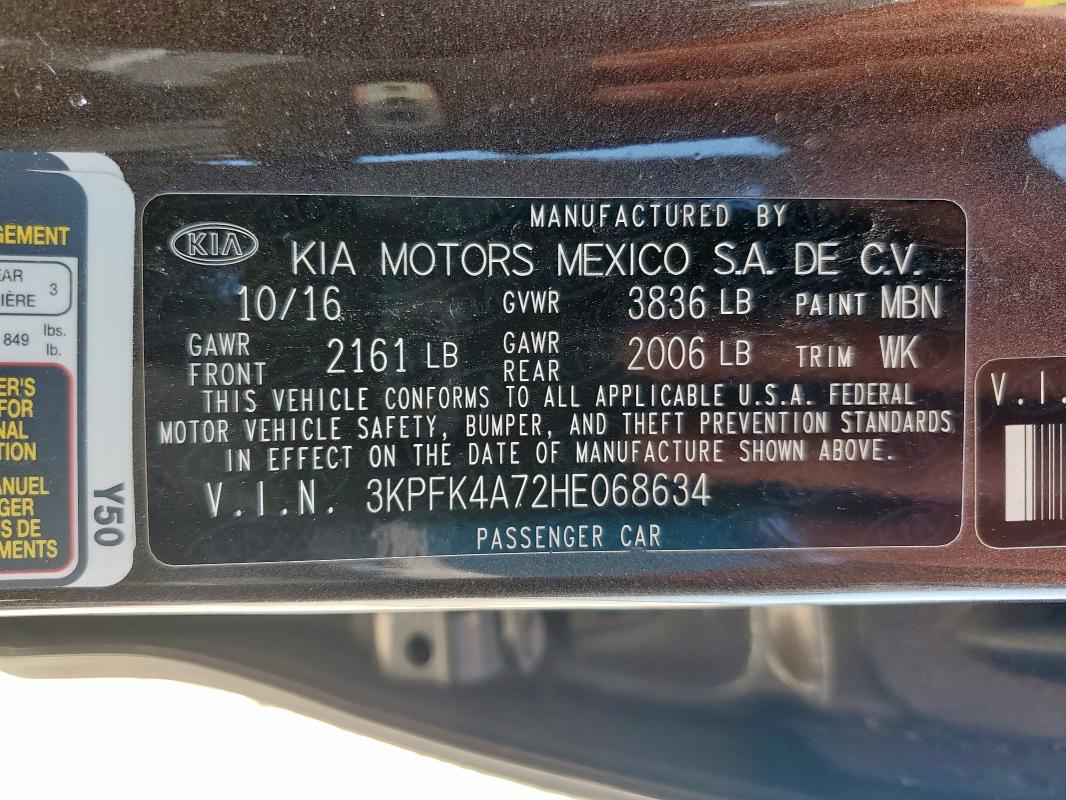 GEMENT
EAR
IÈRE 3
849 lbs.
lb.
ER'S
FOR
NAL
TION
ANUEL
GER
S DE
MENTS
Y50
KIA
MANUFACTURED BY
KIA MOTORS MEXICO S.A. DE C.V.
10/16 GVWR 3836 LB PAINT MBN
GAWR FRONT 2161 LB GAWR REAR 2006 LB TRIM WK
THIS VEHICLE CONFORMS TO ALL APPLICABLE U.S.A. FEDERAL
MOTOR VEHICLE SAFETY, BUMPER, AND THEFT PREVENTION STANDARDS
IN EFFECT ON THE DATE OF MANUFACTURE SHOWN ABOVE.
V.I.N. 3KPFK4A72HE068634
PASSENGER CAR
V.I.